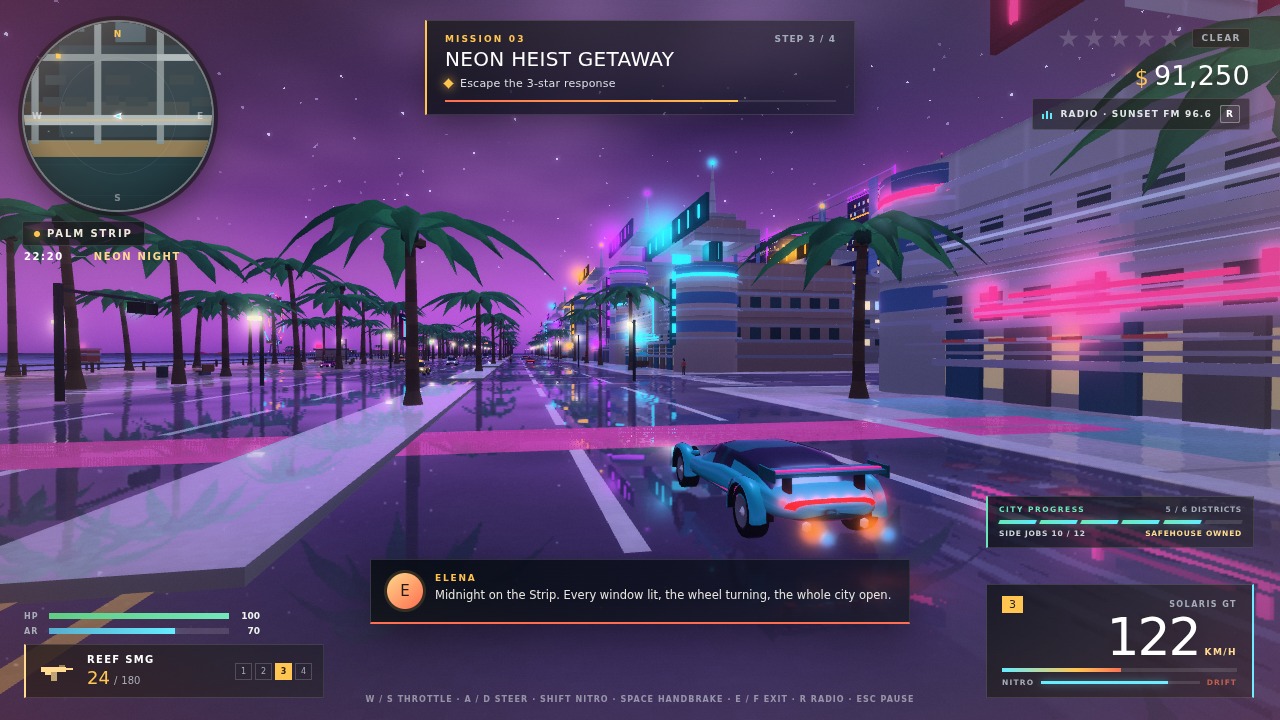 N
W
E
S
PALM STRIP
22:20 NEON NIGHT
MISSION 03
STEP 3 / 4
NEON HEIST GETAWAY
Escape the 3-star response
CLEAR
$ 91,250
RADIO · SUNSET FM 96.6 R
CITY PROGRESS
5 / 6 DISTRICTS
SIDE JOBS 10 / 12
SAFEHOUSE OWNED
E
ELENA
Midnight on the Strip. Every window lit, the wheel turning, the whole city open.
HP 100
AR 70
REEF SMG
24 / 180
1 2 3 4
3
SOLARIS GT
122 KM/H
NITRO
DRIFT
W / S THROTTLE · A / D STEER · SHIFT NITRO · SPACE HANDBRAKE · E / F EXIT · R RADIO · ESC PAUSE